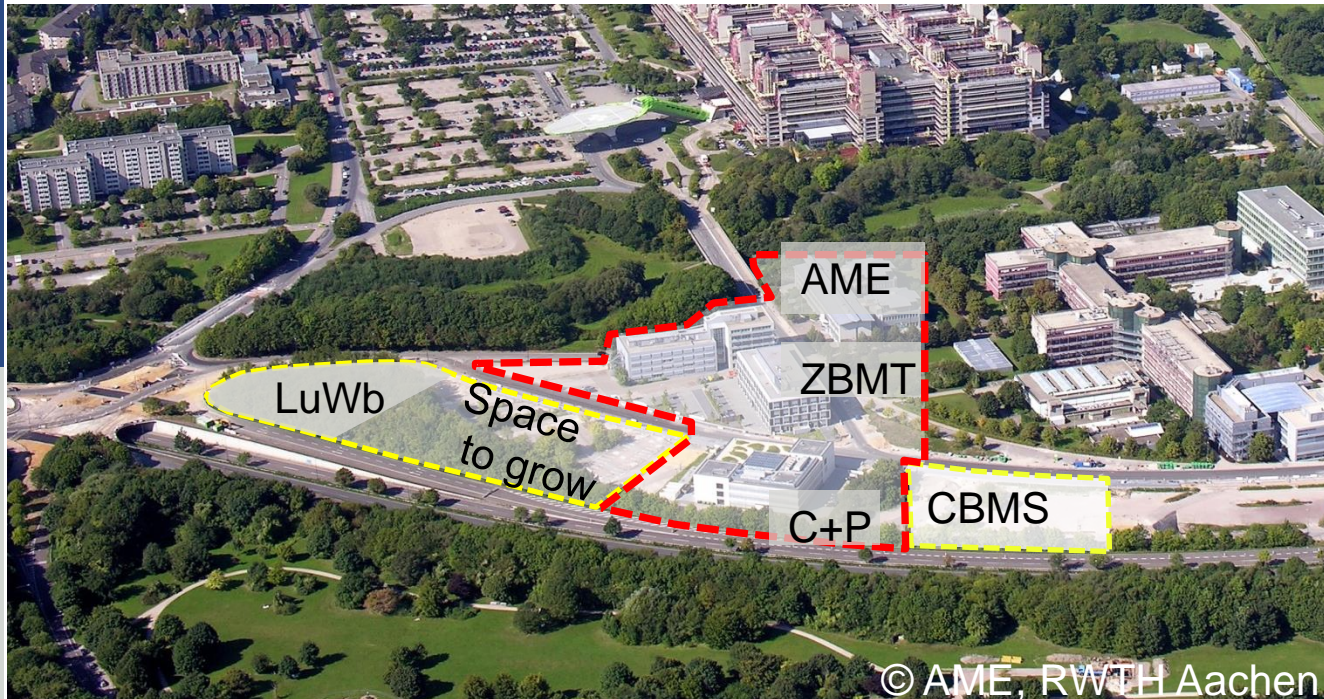 AME
ZBMT
LuWb
Space
to grow
CBMS
C+P
© AME, RWTH Aachen